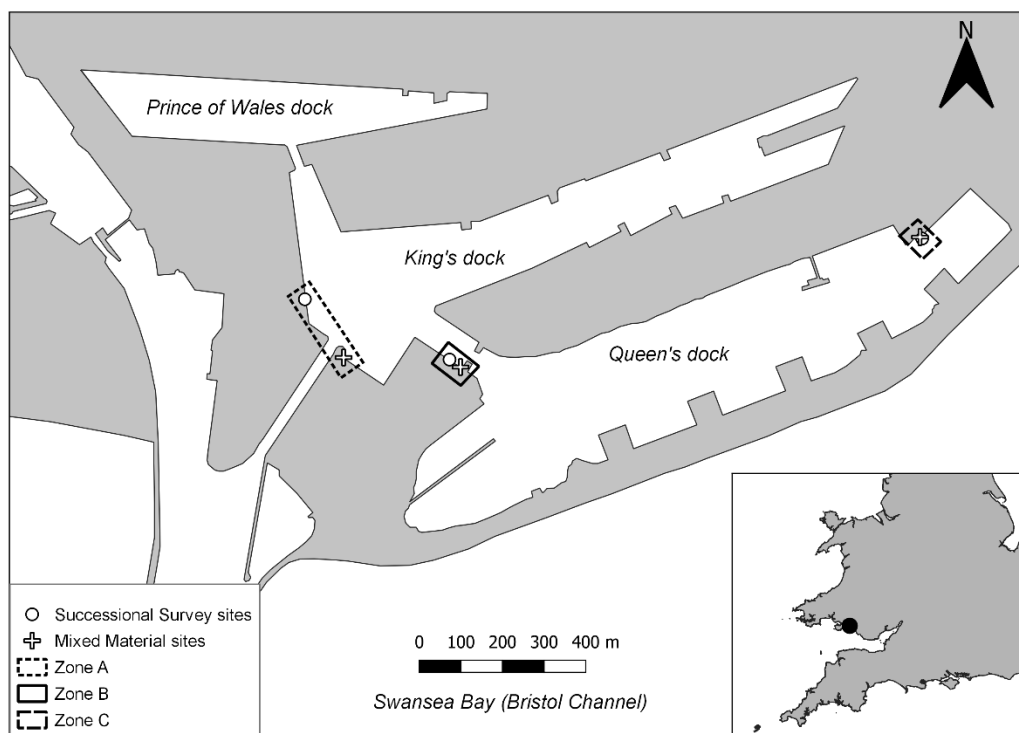 N
Prince of Wales dock
King's dock
Queen's dock
Successional Survey sites
Mixed Material sites
Zone A
Zone B
Zone C
0 100 200 300 400 m
Swansea Bay (Bristol Channel)